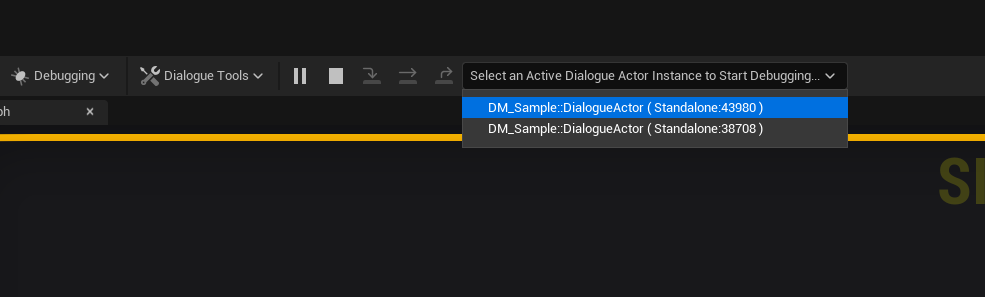 Debugging
Dialogue Tools
Select an Active Dialogue Actor Instance to Start Debugging...
ph
DM_Sample::DialogueActor ( Standalone:43980 )
DM_Sample::DialogueActor ( Standalone:38708 )